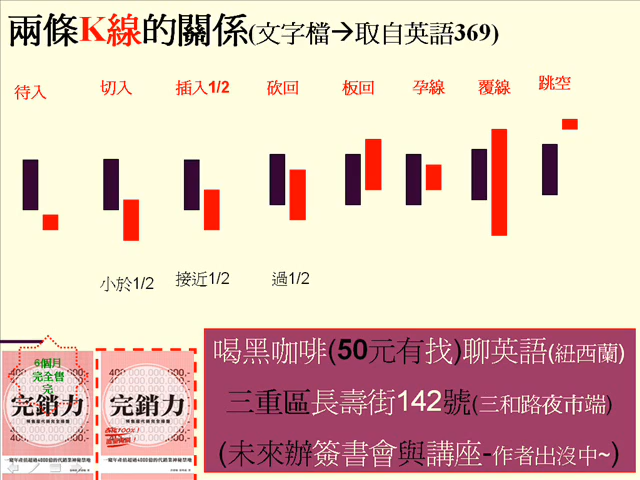 兩條K線的關係(文字檔→取自英語369)
待入 切入 插入1/2 砍回 板回 孕線 覆線 跳空
小於1/2 接近1/2 過1/2
喝黑咖啡(50元有找)聊英語(紐西蘭)
三重區長壽街142號(三和路夜市端)
(未來辦簽書會與講座-作者出沒中~)
6個月
完全售
完
完銷力
完銷力